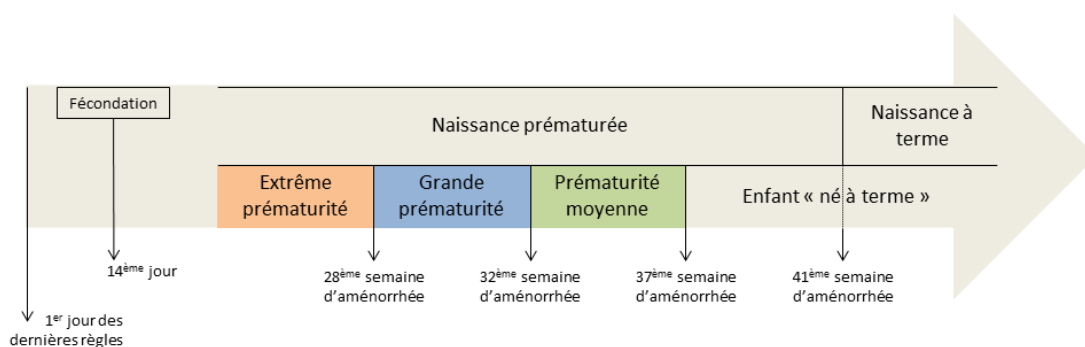 Fécondation
Naissance prématurée
Naissance à
terme
Extrême
prématurité
Grande
prématurité
Prématurité
moyenne
Enfant « né à terme »
14ème jour
28ème semaine
d’aménorrhée
32ème semaine
d’aménorrhée
37ème semaine
d’aménorrhée
41ème semaine
d’aménorrhée
1er jour des
dernières règles